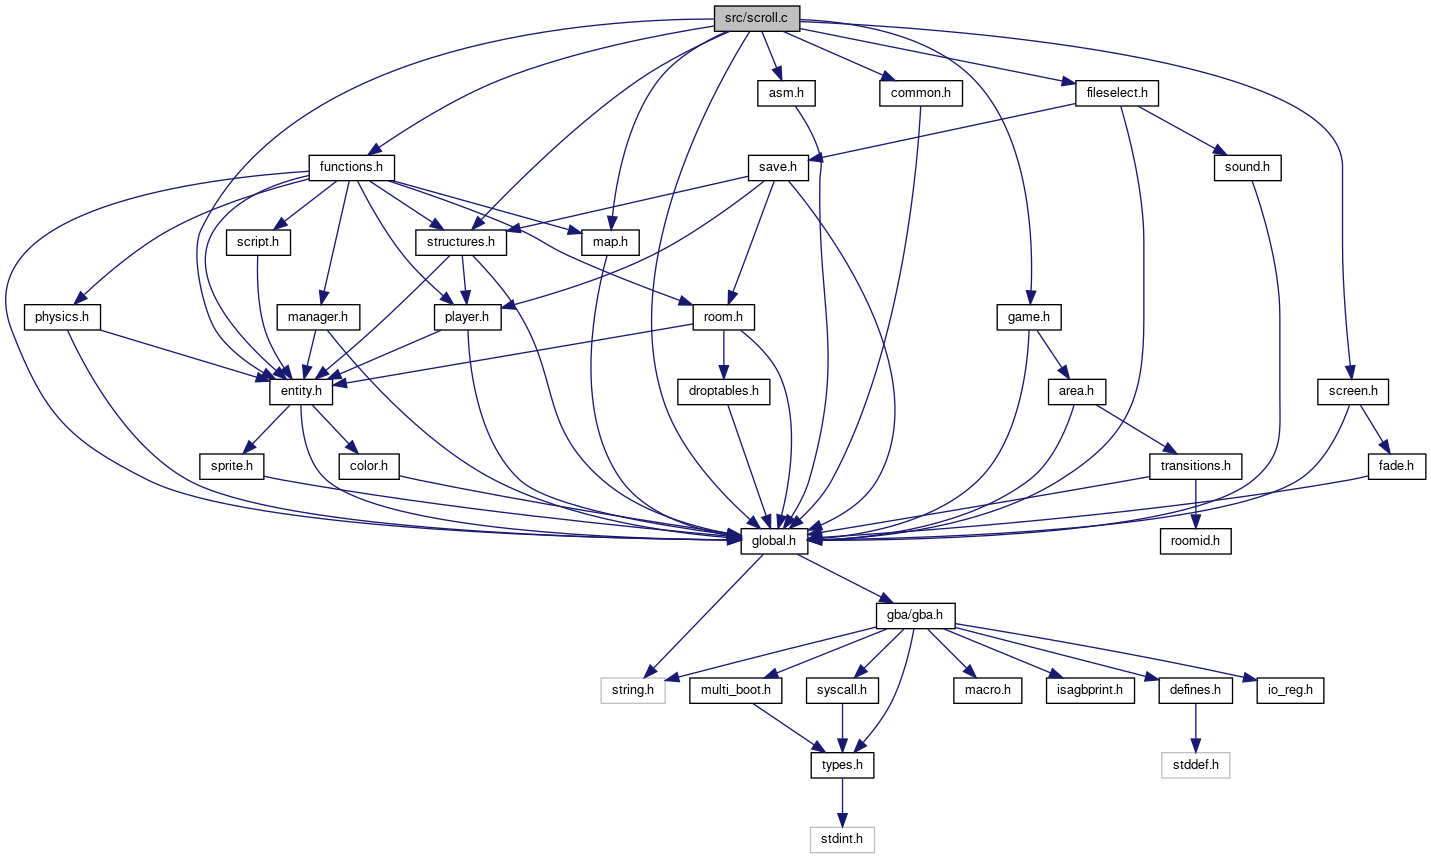 src/scroll.c
asm.h
common.h
fileselect.h
functions.h
save.h
sound.h
script.h
structures.h
map.h
physics.h
manager.h
player.h
room.h
game.h
entity.h
droptables.h
area.h
screen.h
sprite.h
color.h
transitions.h
fade.h
global.h
roomid.h
gba/gba.h
string.h
multi_boot.h
syscall.h
macro.h
isagbprint.h
defines.h
io_reg.h
types.h
stddef.h
stdint.h